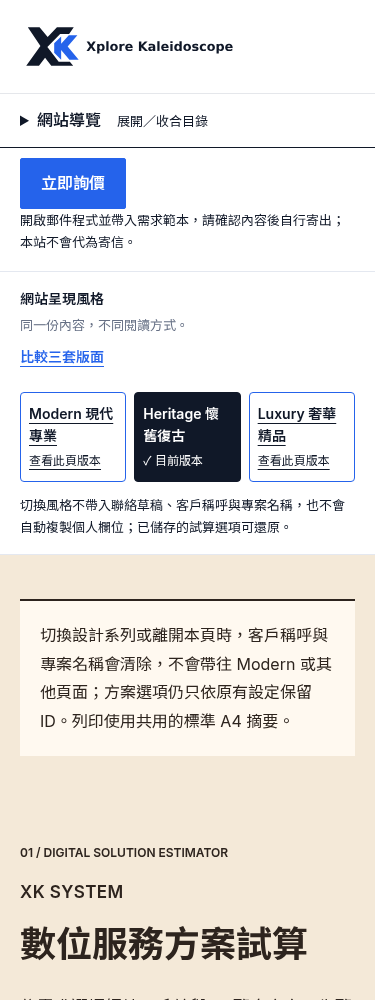 Xplore Kaleidoscope
▶ 網站導覽 展開／收合目錄
立即詢價
開啟郵件程式並帶入需求範本，請確認內容後自行寄出；
本站不會代為寄信。
網站呈現風格
同一份內容，不同閱讀方式。
比較三套版面
Modern 現代
專業
查看此頁版本
Heritage 懷
舊復古
✓ 目前版本
Luxury 奢華
精品
查看此頁版本
切換風格不帶入聯絡草稿、客戶稱呼與專案名稱，也不會
自動複製個人欄位；已儲存的試算選項可還原。
切換設計系列或離開本頁時，客戶稱呼與
專案名稱會清除，不會帶往 Modern 或其
他頁面；方案選項仍只依原有設定保留
ID。列印使用共用的標準 A4 摘要。
01 / DIGITAL SOLUTION ESTIMATOR
XK SYSTEM
數位服務方案試算